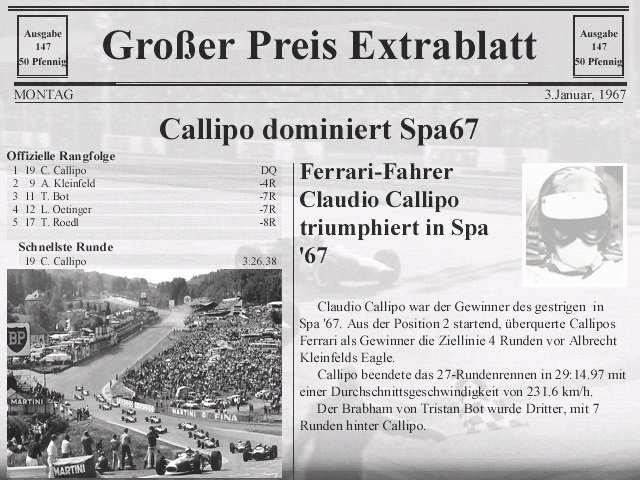 Ausgabe
147
50 Pfennig
Großer Preis Extrablatt
Ausgabe
147
50 Pfennig
MONTAG
3.Januar, 1967
Callipo dominiert Spa67
Offizielle Rangfolge
1 19 C. Callipo DQ
2 9 A. Kleinfeld -4R
3 11 T. Bot -7R
4 12 L. Oetinger -7R
5 17 T. Roedl -8R
Schnellste Runde
19 C. Callipo 3:26.38
BP
MARTINI
MARTINI
MARTINI
FINA
MARTINI
Ferrari-Fahrer
Claudio Callipo
triumphiert in Spa
'67
Claudio Callipo war der Gewinner des gestrigen in
Spa '67. Aus der Position 2 startend, überquerte Callipos
Ferrari als Gewinner die Ziellinie 4 Runden vor Albrecht
Kleinfelds Eagle.
Callipo beendete das 27-Rundenrennen in 29:14.97 mit
einer Durchschnittsgeschwindigkeit von 231.6 km/h.
Der Brabham von Tristan Bot wurde Dritter, mit 7
Runden hinter Callipo.